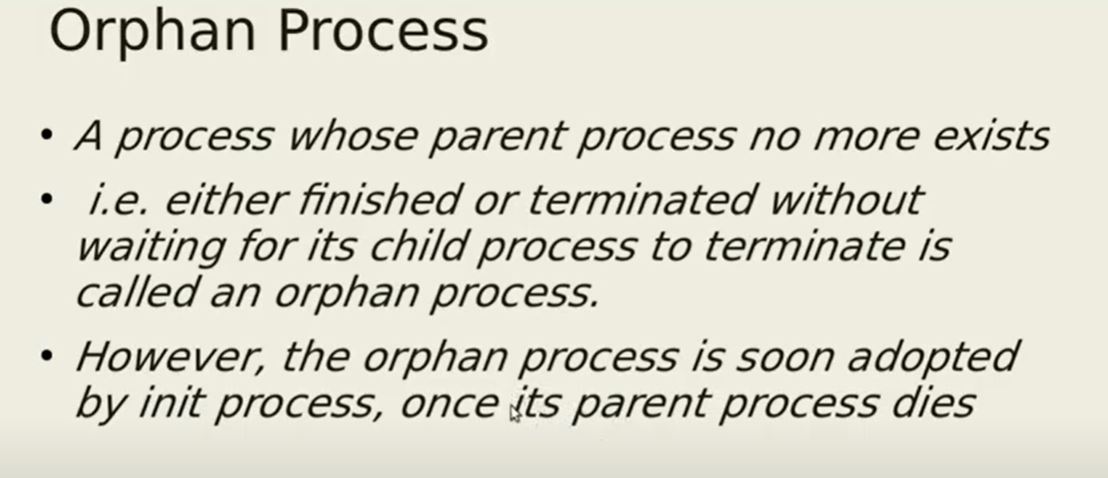 Orphan Process
• A process whose parent process no more exists
• i.e. either finished or terminated without
waiting for its child process to terminate is
called an orphan process.
• However, the orphan process is soon adopted
by init process, once its parent process dies